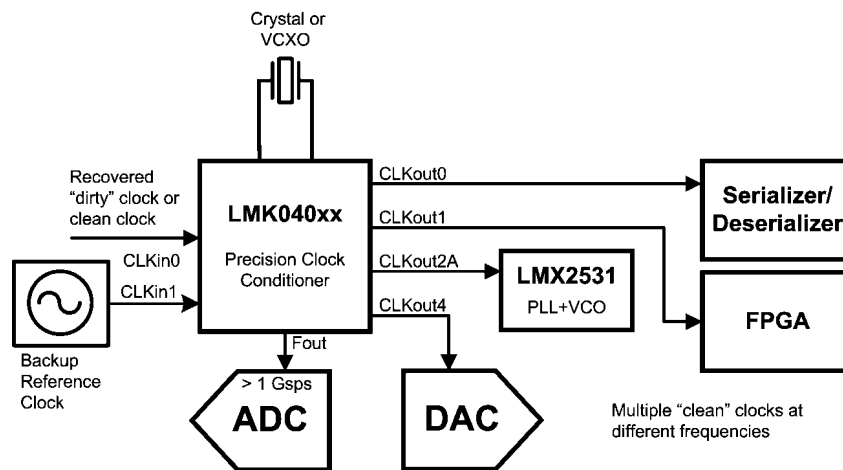 Crystal or
VCXO
Recovered
"dirty" clock or
clean clock
CLKin0
CLKin1
Backup
Reference
Clock
LMK040xx
Precision Clock
Conditioner
CLKout0
CLKout1
CLKout2A
CLKout4
Fout
Serializer/
Deserializer
LMX2531
PLL+VCO
FPGA
> 1 Gsps
ADC
DAC
Multiple "clean" clocks at
different frequencies